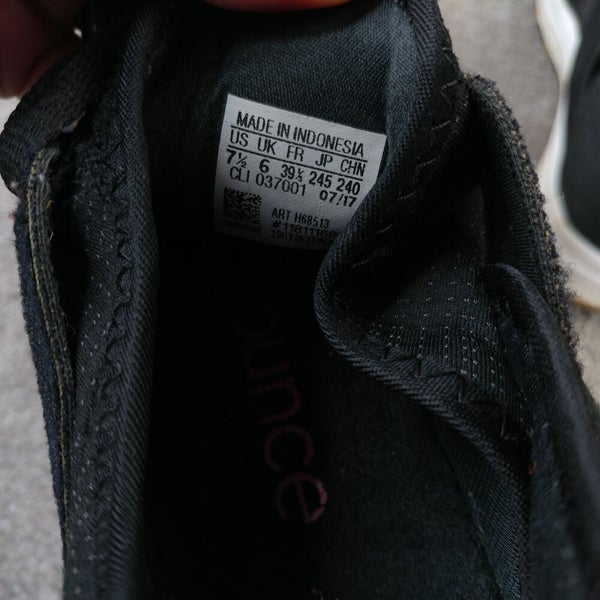 MADE IN INDONESIA
US UK FR JP CHN
7½ 6 39⅓ 245 240
CLI 037001 07/17
ART H68513
ounce